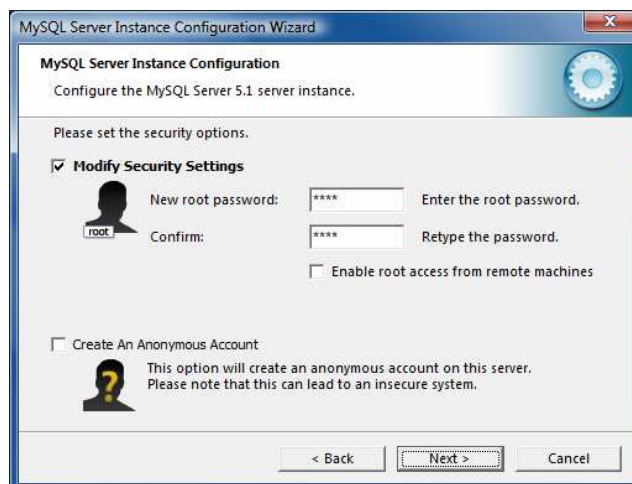 MySQL Server Instance Configuration Wizard
MySQL Server Instance Configuration
Configure the MySQL Server 5.1 server instance.
Please set the security options.
Modify Security Settings
New root password: **** Enter the root password.
root
Confirm: **** Retype the password.
Enable root access from remote machines
Create An Anonymous Account
This option will create an anonymous account on this server.
Please note that this can lead to an insecure system.
< Back Next > Cancel